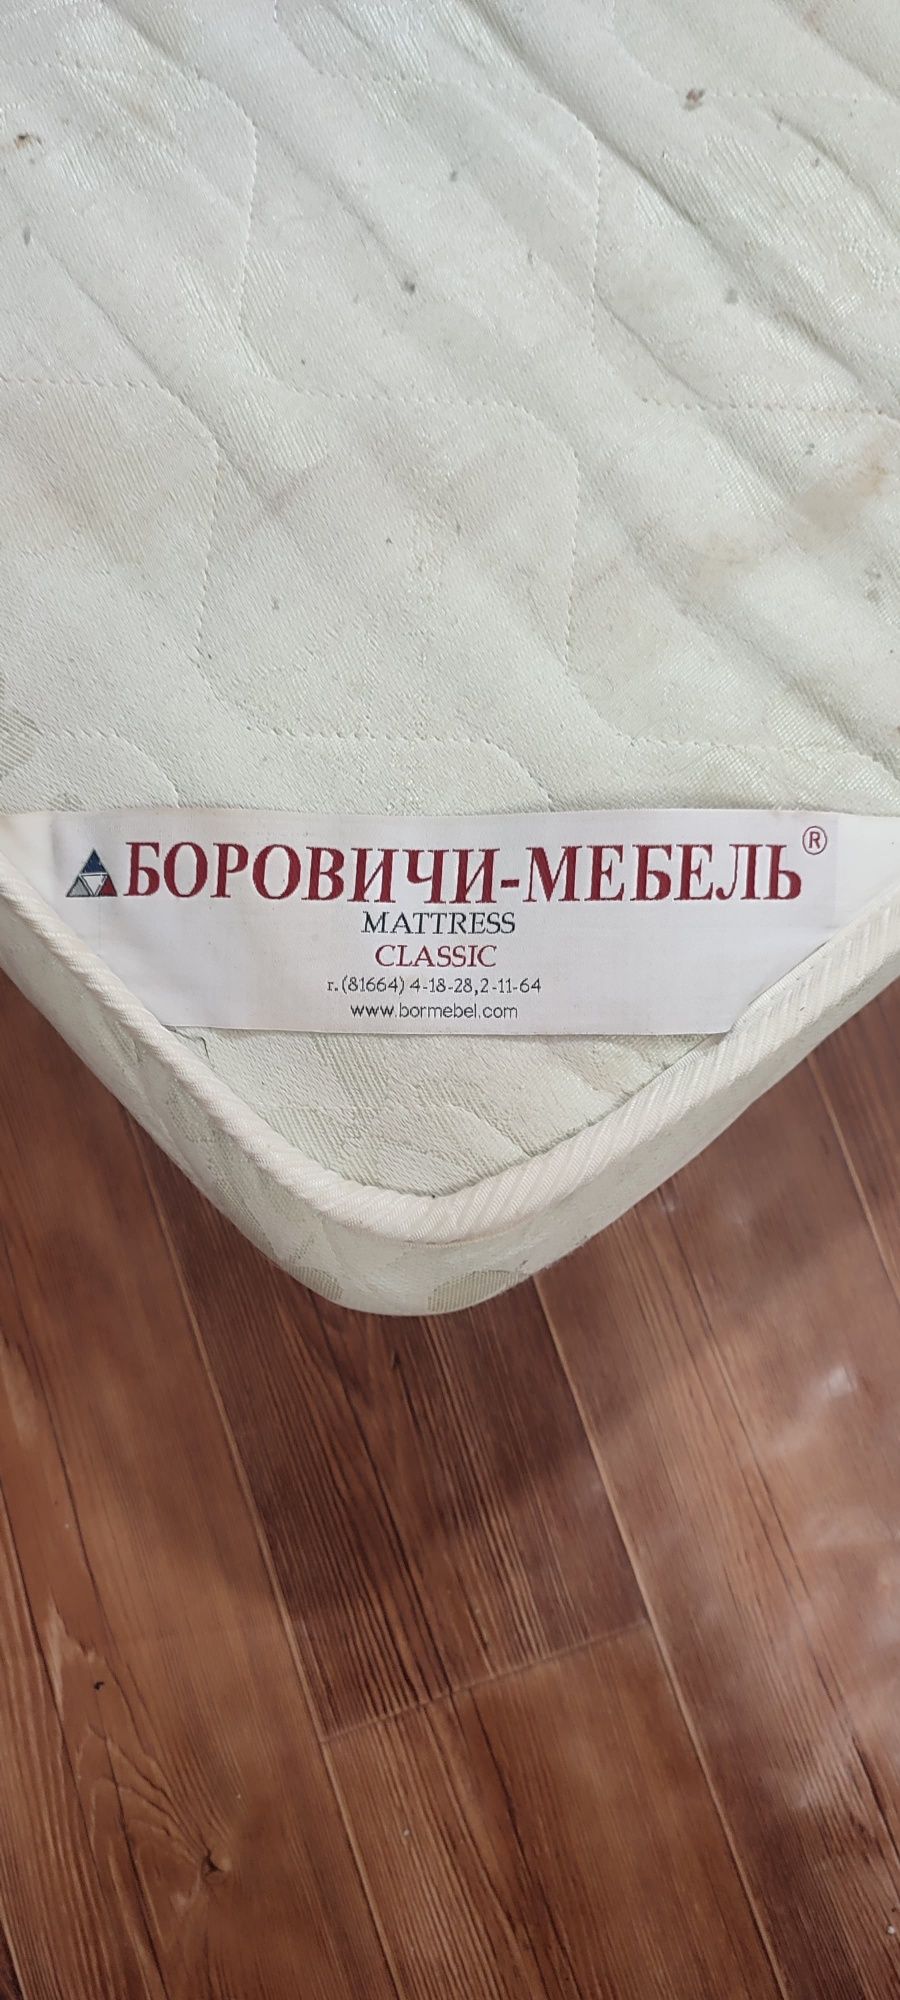 БОРОВИЧИ-МЕБЕЛЬ®
MATTRESS
CLASSIC
т.(81664) 4-18-28,2-11-64
www.bormebel.com